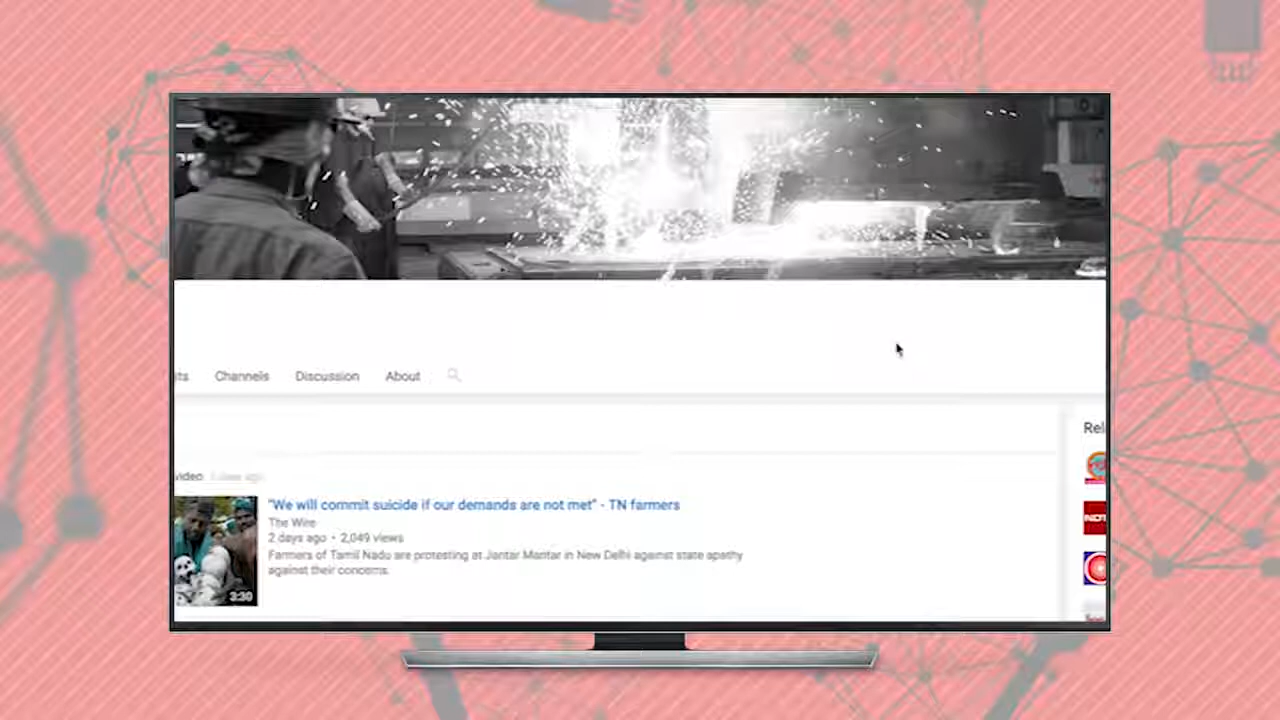 Channels Discussion About
video
"We will commit suicide if our demands are not met" - TN farmers
The Wire
2 days ago • 2,049 views
Farmers of Tamil Nadu are protesting at Jantar Mantar in New Delhi against state apathy
against their concerns.
3:30
Rel